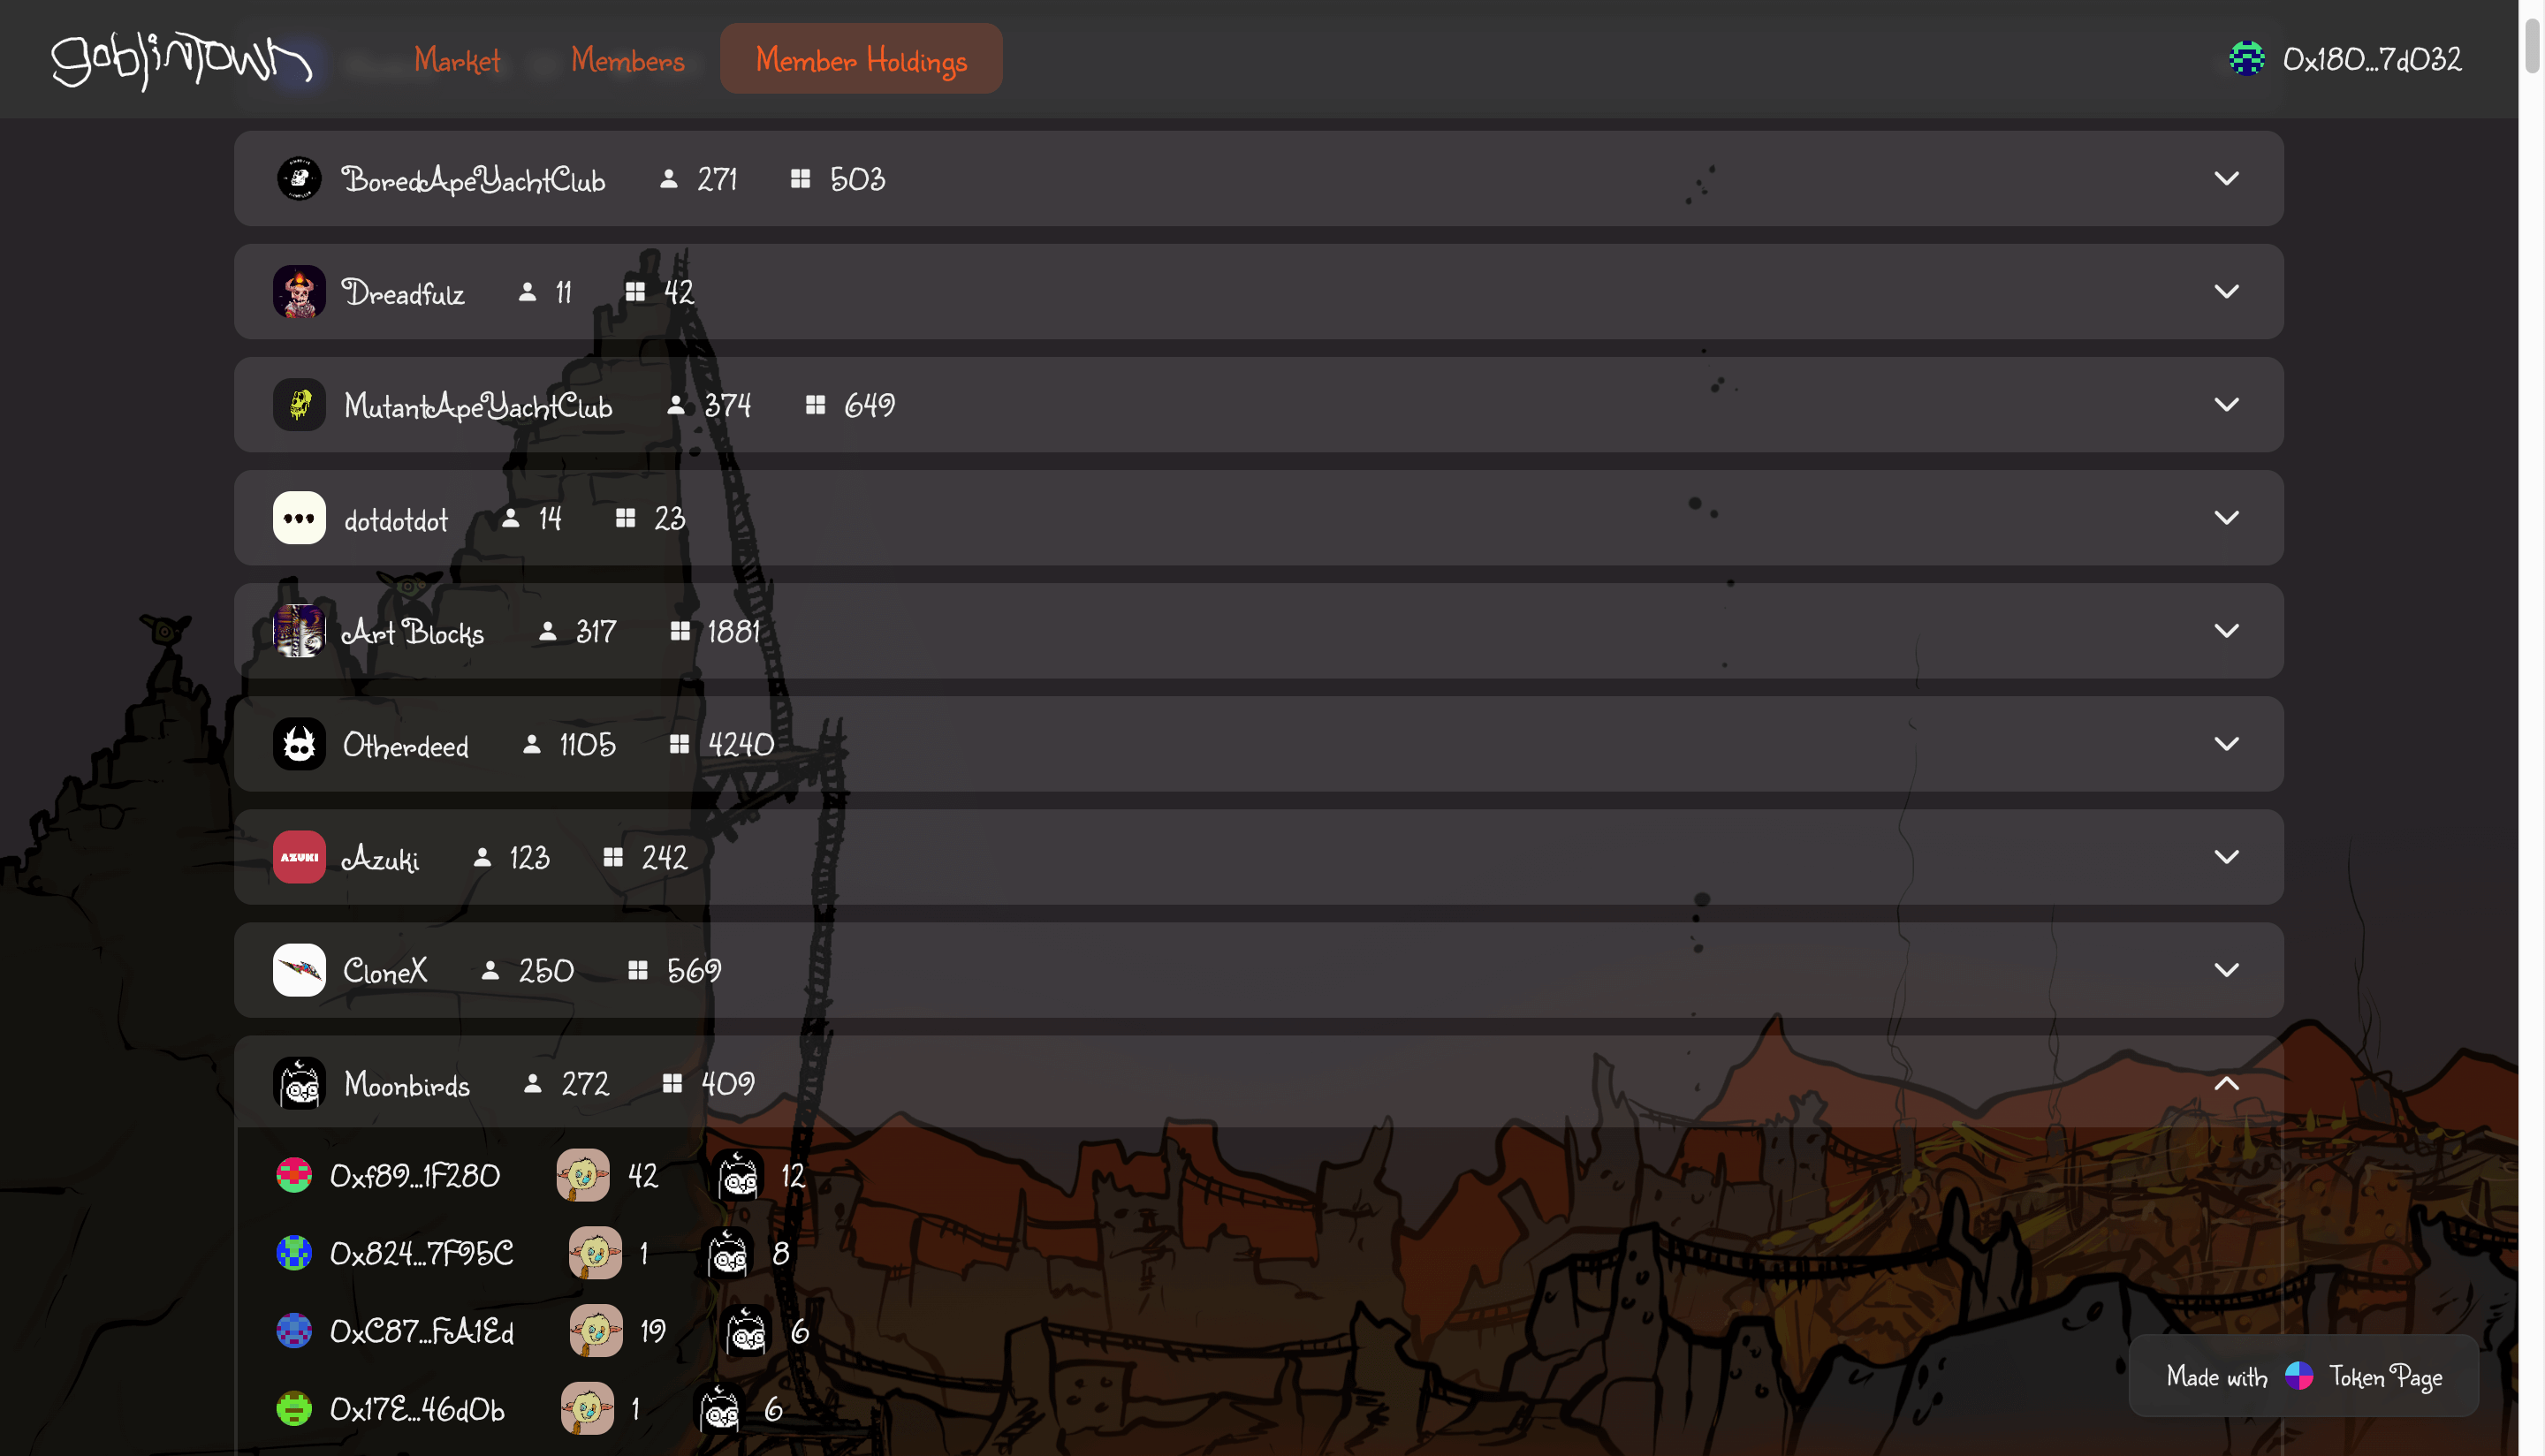 goblintown Market Members Member Holdings 0x180...7d032
BoredApeYachtClub 271 503
Dreadfulz 11 42
MutantApeYachtClub 374 649
dotdotdot 14 23
Art Blocks 317 1881
Otherdeed 1105 4240
AZUKI Azuki 123 242
CloneX 250 569
Moonbirds 272 409
0xf89...1F280 42 12
0x824...7F95C 1 8
0xC87...FA1Ed 19 6
0x17E...46d0b 1 6
Made with Token Page